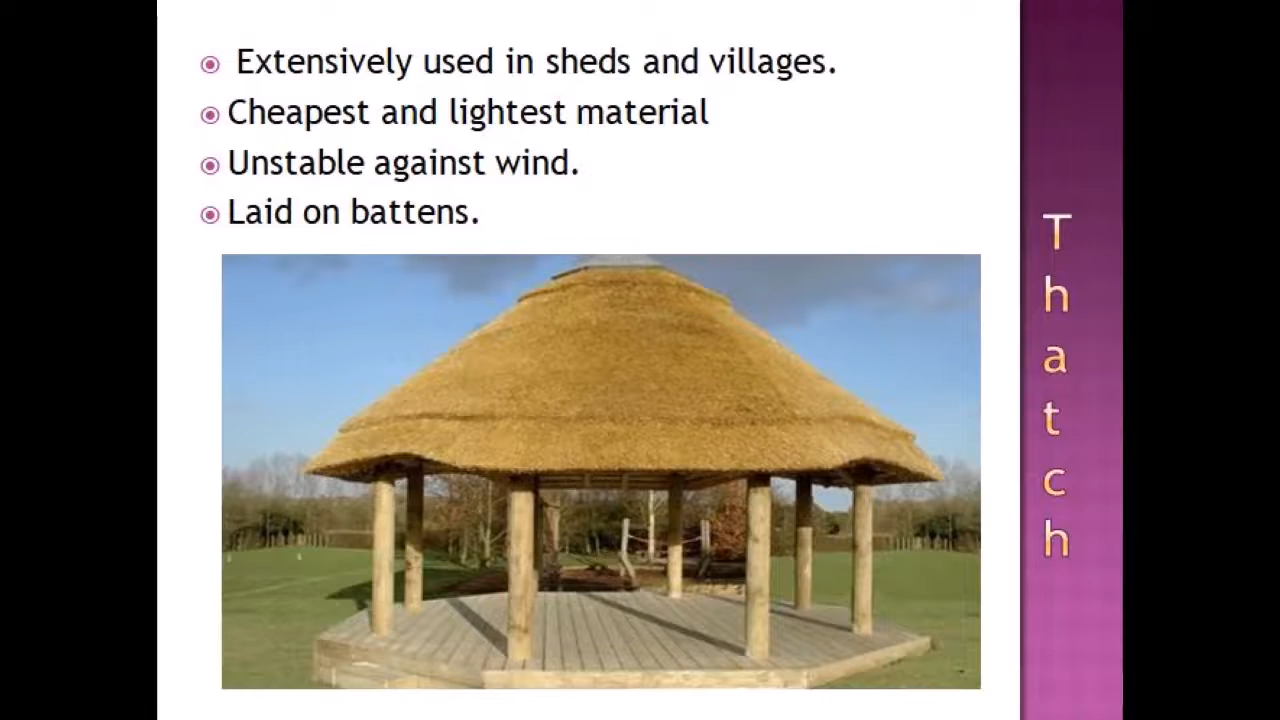 Extensively used in sheds and villages.
Cheapest and lightest material
Unstable against wind.
Laid on battens.
Thatch